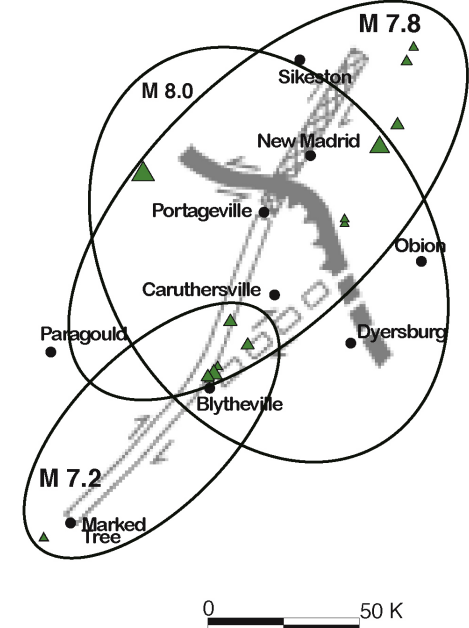 M 7.8
Sikeston
M 8.0
New Madrid
Portageville
Obion
Caruthersville
Paragould
Dyersburg
Blytheville
M 7.2
Marked
Tree
0 50 K